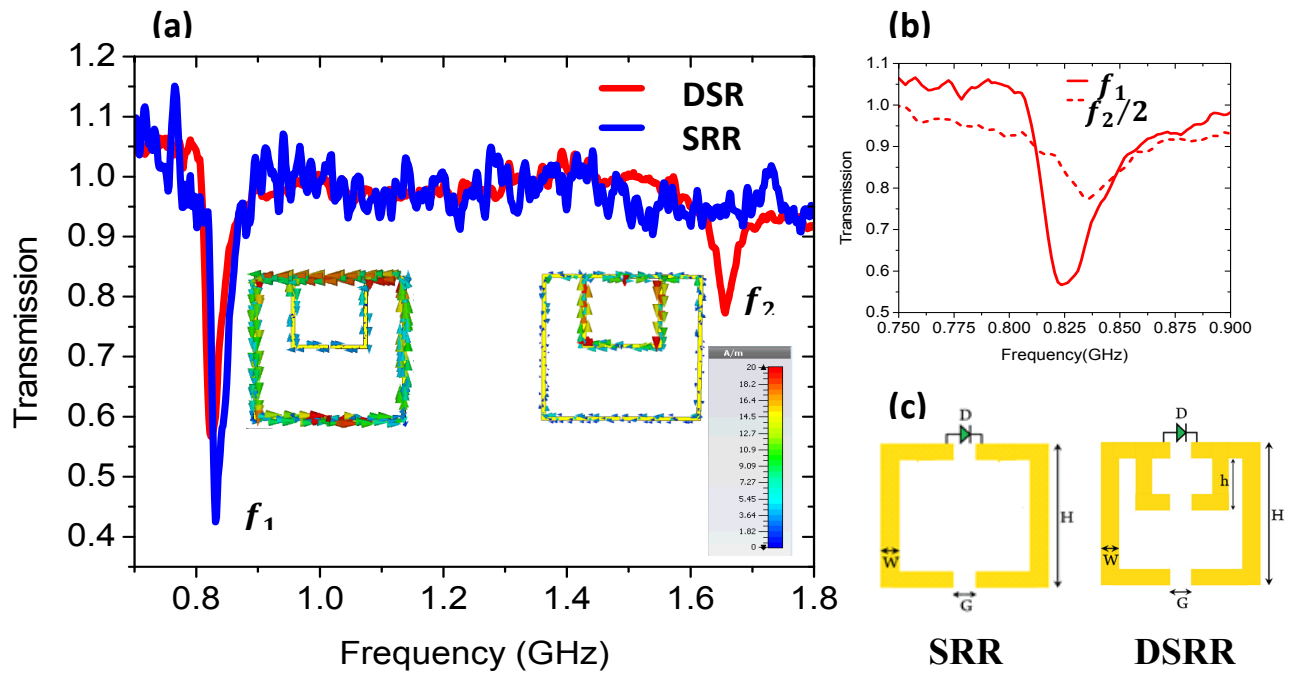 (a)
1.2
1.1
1.0
0.9
0.8
0.7
0.6
0.5
0.4
Transmission
DSR
SRR
f₁
f₂
A/m
20
18.2
16.4
14.5
12.7
10.9
9.09
7.27
5.45
3.64
1.82
0
0.8 1.0 1.2 1.4 1.6 1.8
Frequency (GHz)
(b)
1.1
1.0
0.9
0.8
0.7
0.6
0.5
Transmission
f₁
f₂/2
0.750 0.775 0.800 0.825 0.850 0.875 0.900
Frequency(GHz)
(c)
D
H
W
G
SRR
D
h
H
W
G
DSRR